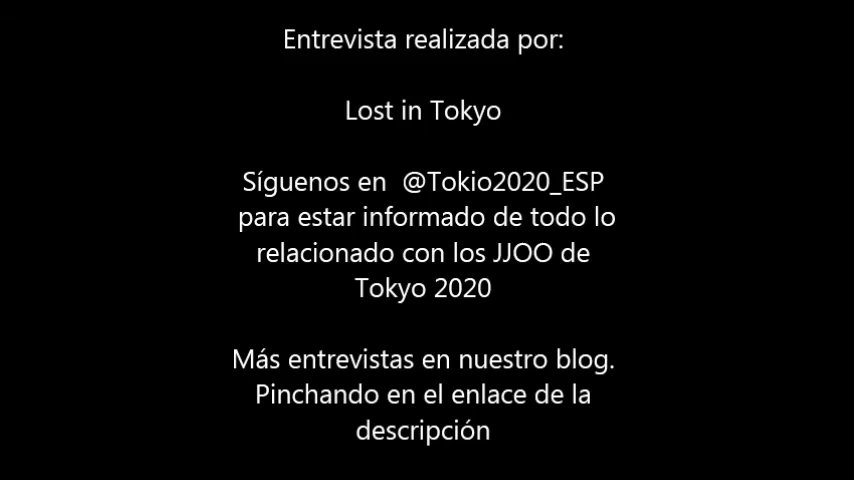 Entrevista realizada por:
Lost in Tokyo
Síguenos en @Tokio2020_ESP
para estar informado de todo lo
relacionado con los JJOO de
Tokyo 2020
Más entrevistas en nuestro blog.
Pinchando en el enlace de la
descripción